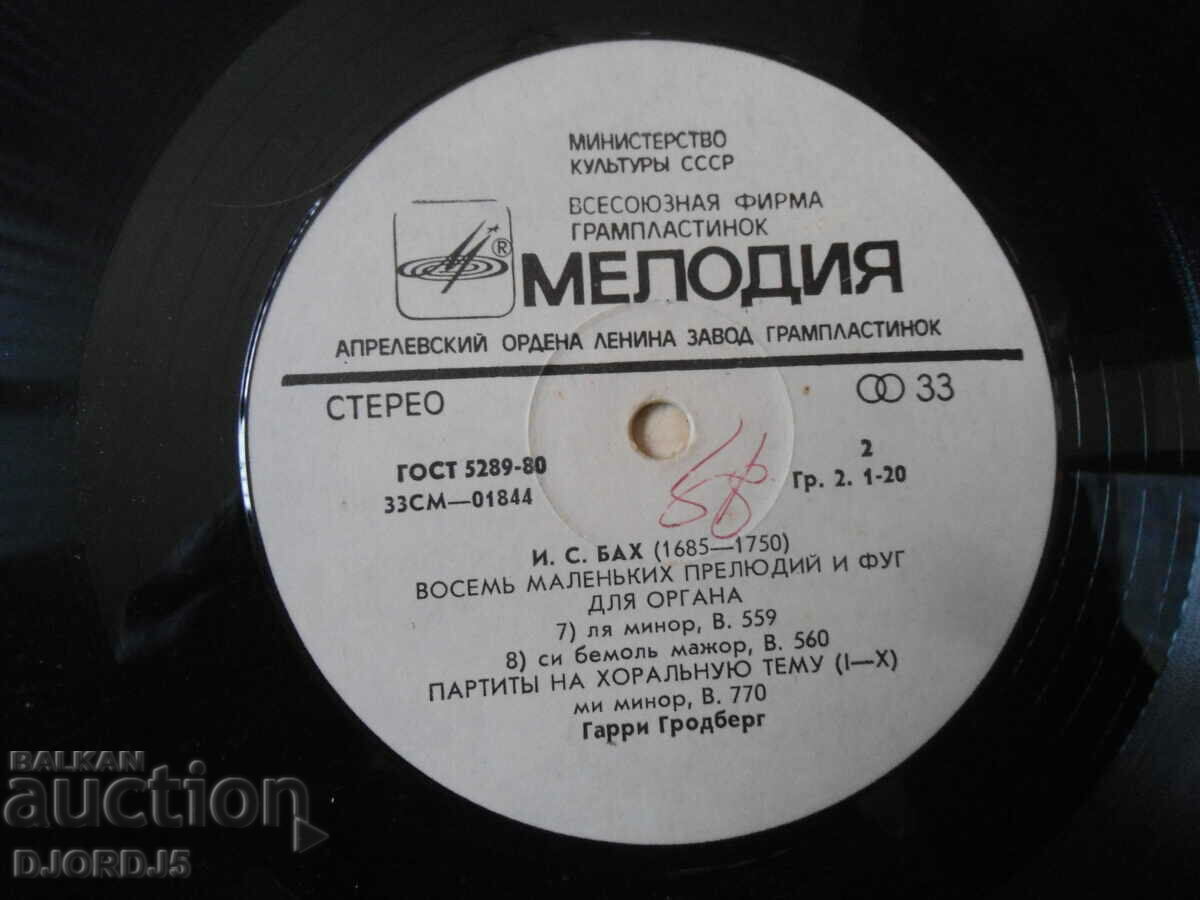 МИНИСТЕРСТВО
КУЛЬТУРЫ СССР
ВСЕСОЮЗНАЯ ФИРМА
ГРАМПЛАСТИНОК
® МЕЛОДИЯ
АПРЕЛЕВСКИЙ ОРДЕНА ЛЕНИНА ЗАВОД ГРАМПЛАСТИНОК
СТЕРЕО 33
ГОСТ 5289-80 2
33СМ—01844 Гр. 2. 1-20
И. С. БАХ (1685—1750)
ВОСЕМЬ МАЛЕНЬКИХ ПРЕЛЮДИЙ И ФУГ
ДЛЯ ОРГАНА
7) ля минор, В. 559
8) си бемоль мажор, В. 560
ПАРТИТЫ НА ХОРАЛЬНУЮ ТЕМУ (I—X)
ми минор, В. 770
Гарри Гродберг
BALKAN
auction
DJORDJ5